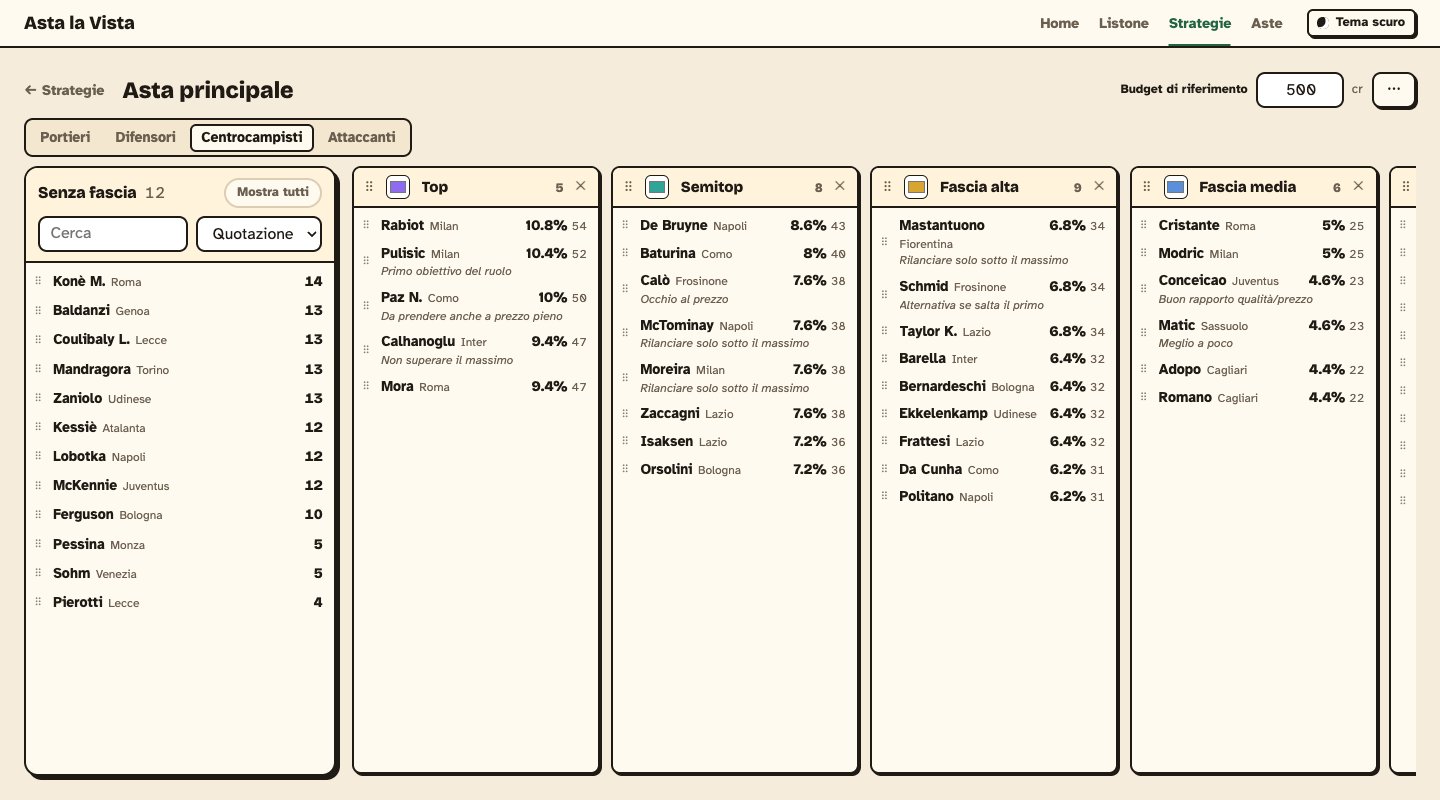 Asta la Vista
Home Listone Strategie Aste Tema scuro
← Strategie Asta principale Budget di riferimento 500 cr ...
Portieri Difensori Centrocampisti Attaccanti
Senza fascia 12 Mostra tutti
Cerca Quotazione
Konè M. Roma 14
Baldanzi Genoa 13
Coulibaly L. Lecce 13
Mandragora Torino 13
Zaniolo Udinese 13
Kessiè Atalanta 12
Lobotka Napoli 12
McKennie Juventus 12
Ferguson Bologna 10
Pessina Monza 5
Sohm Venezia 5
Pierotti Lecce 4
Top 5 ×
Rabiot Milan 10.8% 54
Pulisic Milan 10.4% 52
Primo obiettivo del ruolo
Paz N. Como 10% 50
Da prendere anche a prezzo pieno
Calhanoglu Inter 9.4% 47
Non superare il massimo
Mora Roma 9.4% 47
Semitop 8 ×
De Bruyne Napoli 8.6% 43
Baturina Como 8% 40
Calò Frosinone 7.6% 38
Occhio al prezzo
McTominay Napoli 7.6% 38
Rilanciare solo sotto il massimo
Moreira Milan 7.6% 38
Rilanciare solo sotto il massimo
Zaccagni Lazio 7.6% 38
Isaksen Lazio 7.2% 36
Orsolini Bologna 7.2% 36
Fascia alta 9 ×
Mastantuono 6.8% 34
Fiorentina
Rilanciare solo sotto il massimo
Schmid Frosinone 6.8% 34
Alternativa se salta il primo
Taylor K. Lazio 6.8% 34
Barella Inter 6.4% 32
Bernardeschi Bologna 6.4% 32
Ekkelenkamp Udinese 6.4% 32
Frattesi Lazio 6.4% 32
Da Cunha Como 6.2% 31
Politano Napoli 6.2% 31
Fascia media 6 ×
Cristante Roma 5% 25
Modric Milan 5% 25
Conceicao Juventus 4.6% 23
Buon rapporto qualità/prezzo
Matic Sassuolo 4.6% 23
Meglio a poco
Adopo Cagliari 4.4% 22
Romano Cagliari 4.4% 22